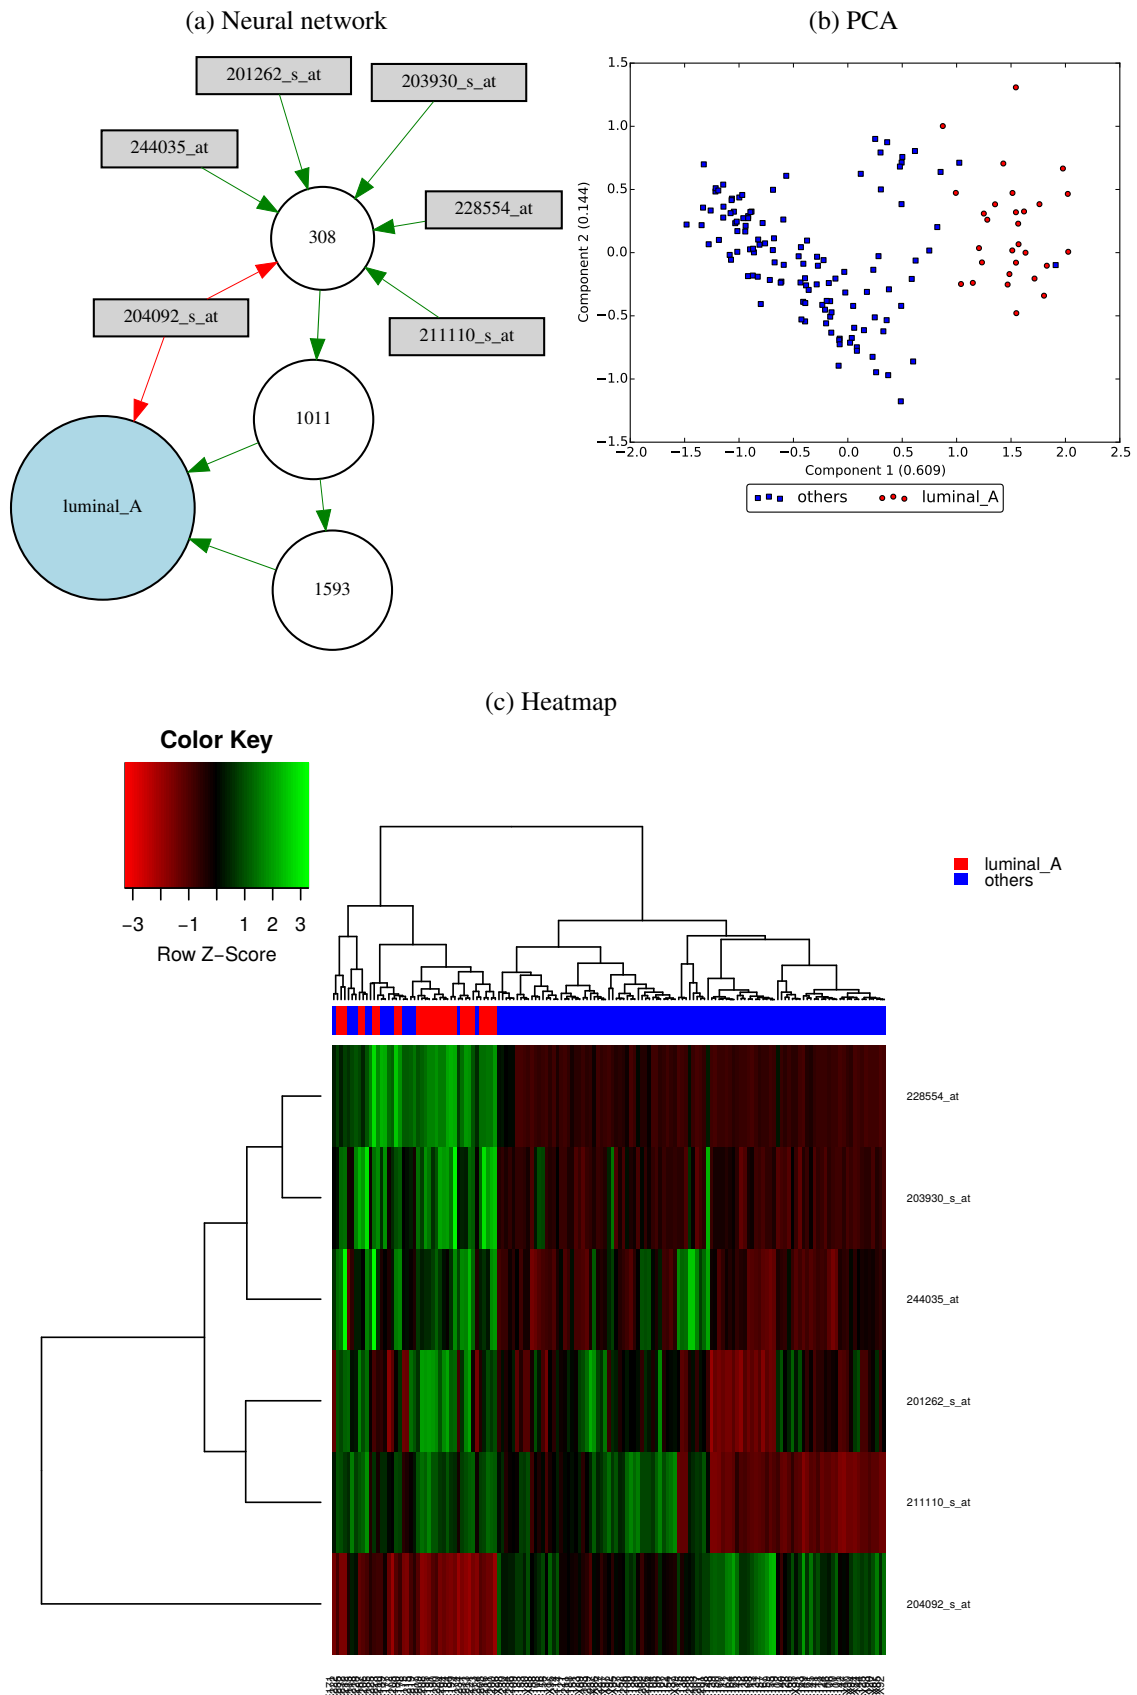 (a) Neural network
(b) PCA
201262_s_at
203930_s_at
244035_at
228554_at
308
204092_s_at
211110_s_at
1011
luminal_A
1593
1.5
1.0
0.5
0.0
−0.5
−1.0
−1.5
Component 2 (0.144)
−2.0 −1.5 −1.0 −0.5 0.0 0.5 1.0 1.5 2.0 2.5
Component 1 (0.609)
others luminal_A
(c) Heatmap
Color Key
−3 −1 1 2 3
Row Z−Score
luminal_A
others
228554_at
203930_s_at
244035_at
201262_s_at
211110_s_at
204092_s_at